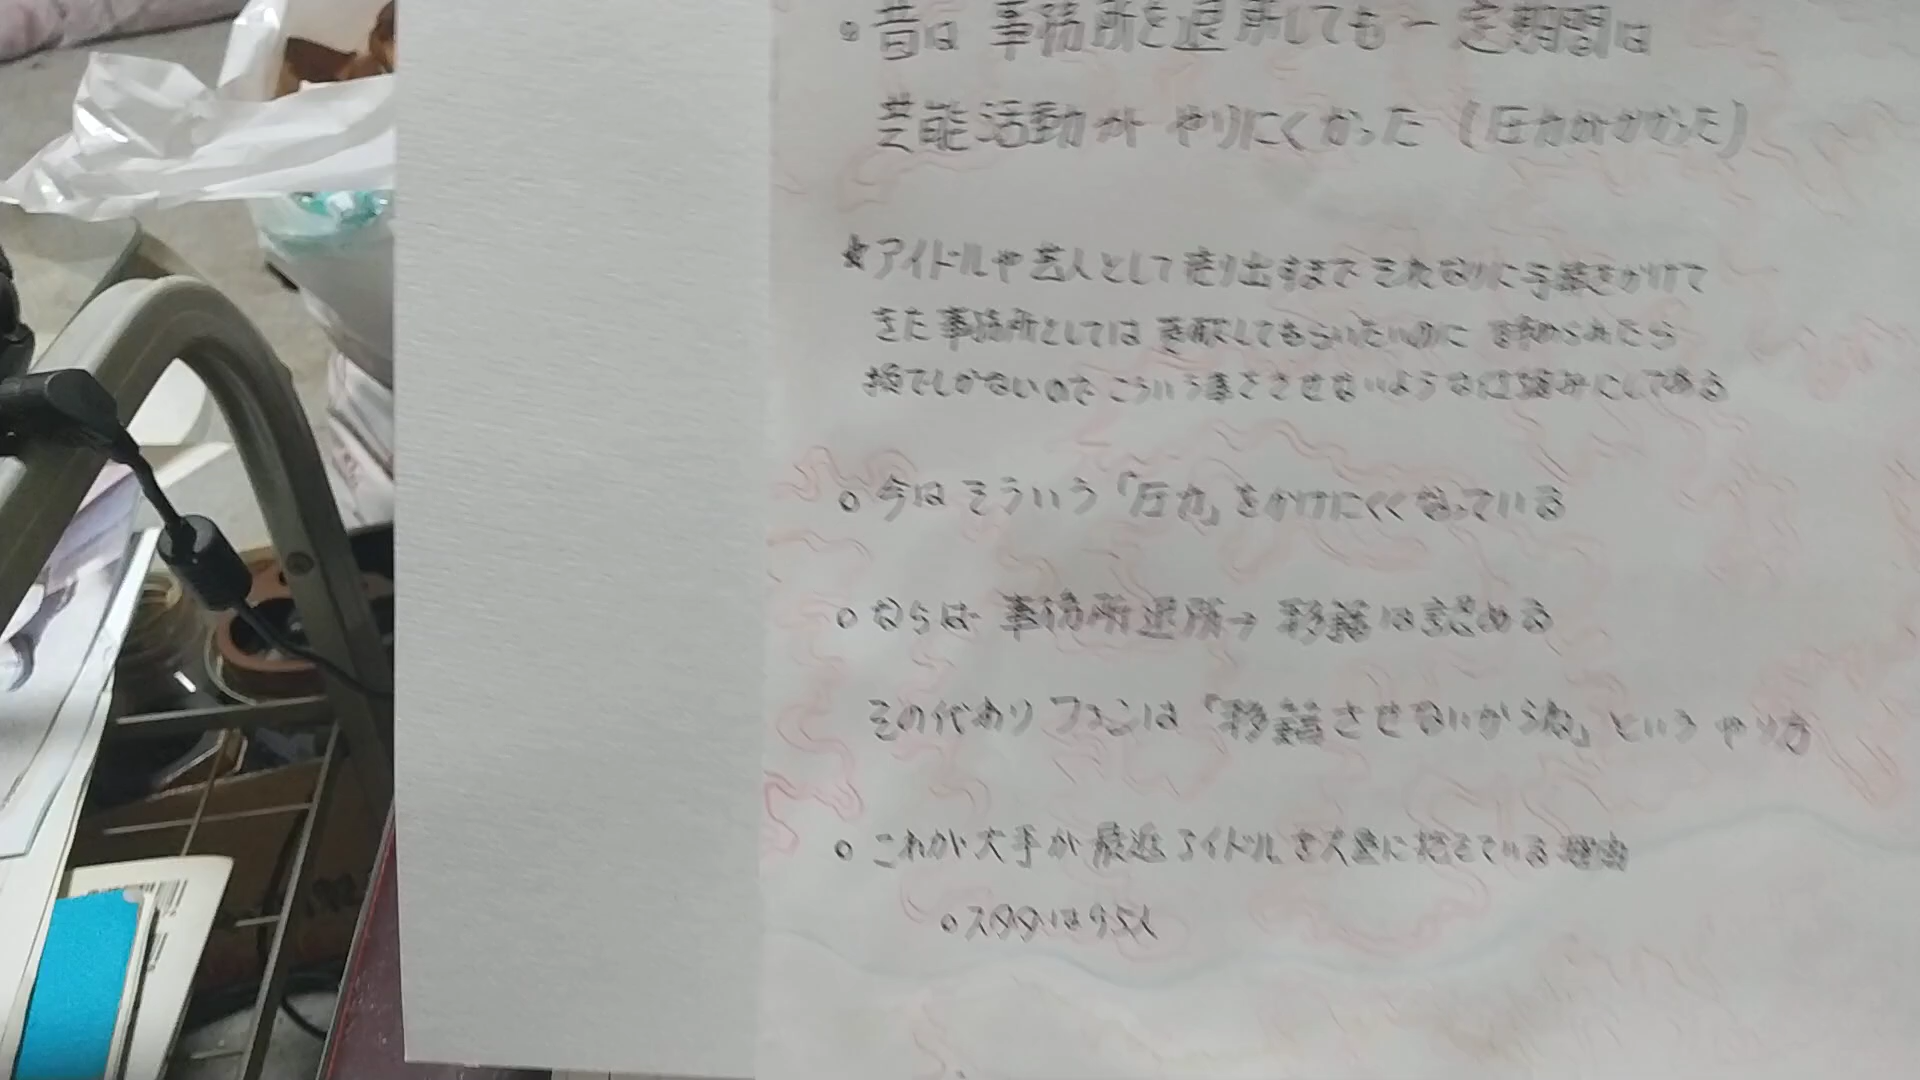 ○昔は 事務所を退所しても一定期間は
芸能活動が やりにくかった(圧力がかかった)
★アイドルや芸人として売り出すまで それなりに手塩をかけて
きた事務所としては 貢献してもらいたいのに 辞められたら
損でしかないので こういう事をさせないような仕組みにしてある
○今は そういう「圧力」をかけにくくなっている
○ならば 事務所退所→移籍は認める
その代わりファンは「移籍させないからね」というやり方
○これが大手が最近アイドルを大量に抱えている理由
○スタダは95人